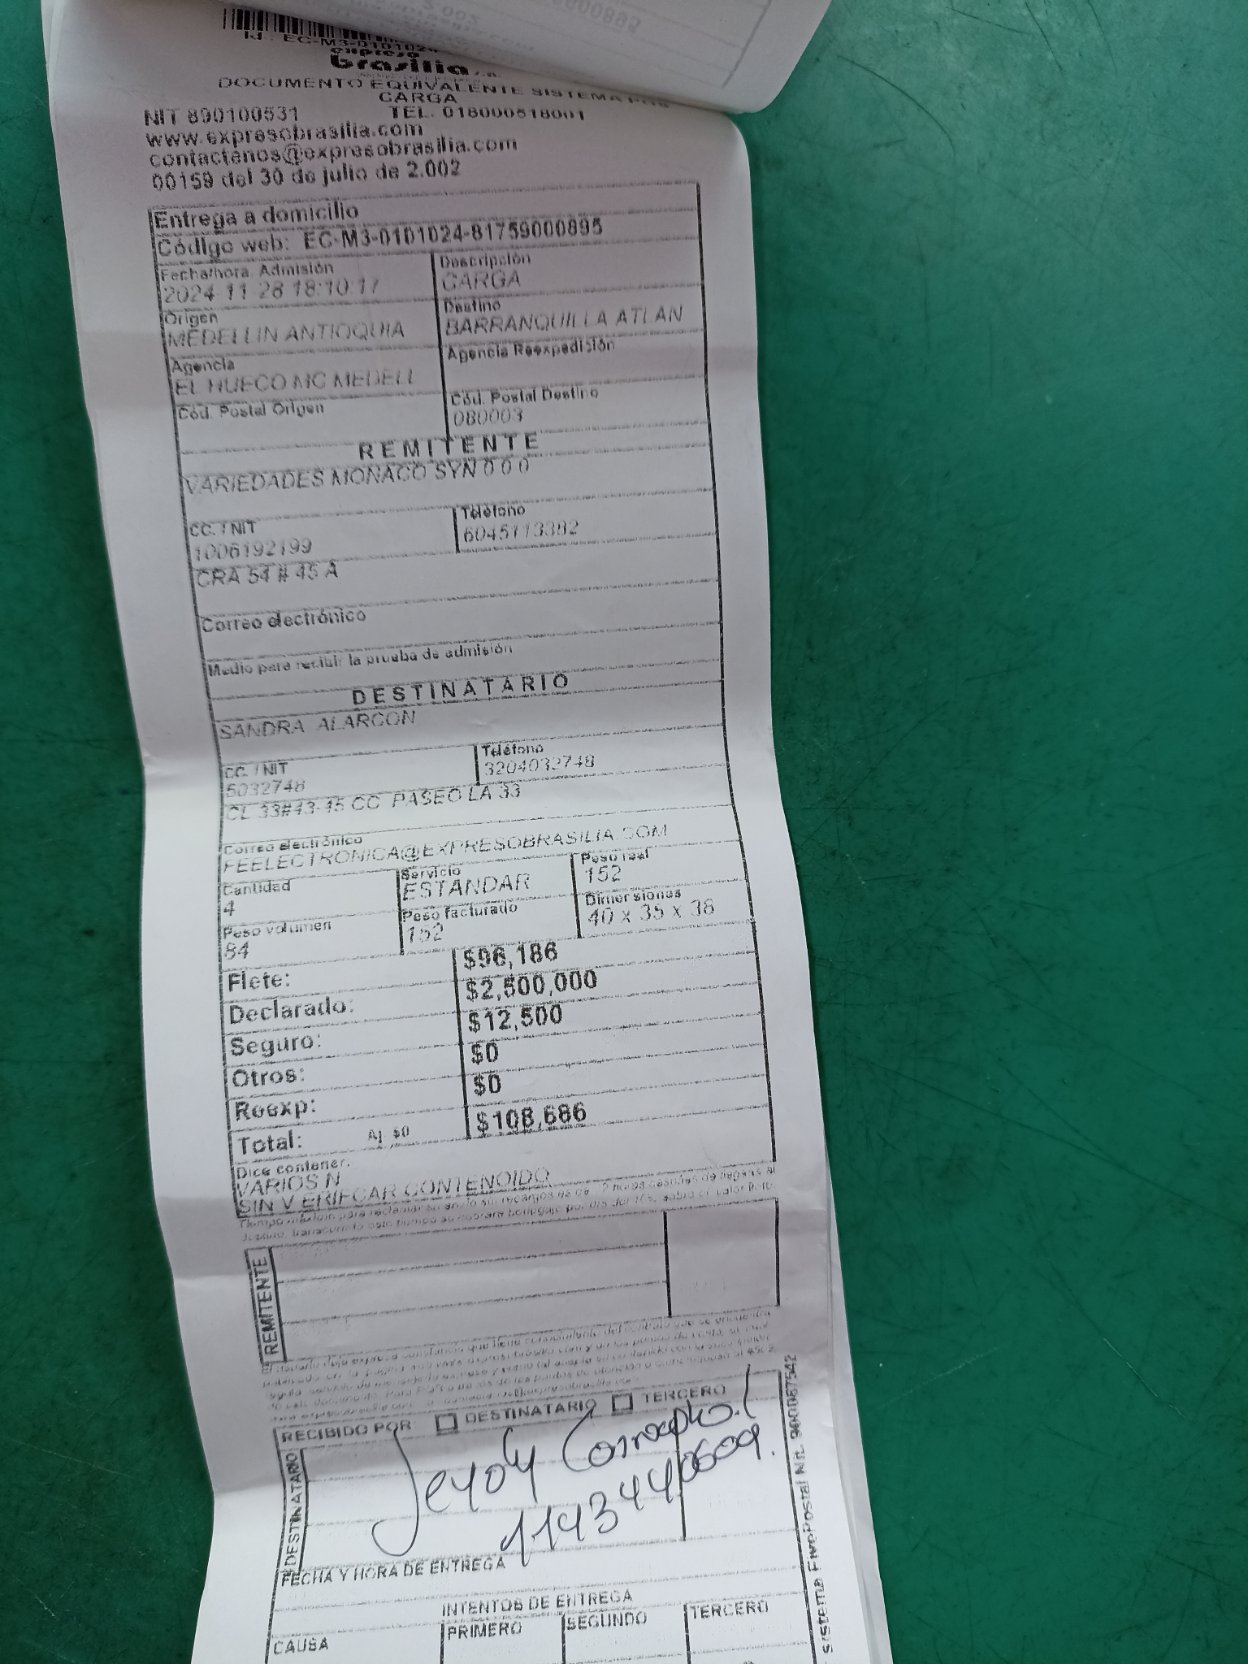 expreso
brasilia s.a.
DOCUMENTO EQUIVALENTE SISTEMA POS
CARGA
NIT 890100531 TEL. 018000518001
www.expresobrasilia.com
contactenos@expresobrasilia.com
00159 del 30 de julio de 2.002
Entrega a domicilio
Código web: EC-M3-0101024-81759000895
Fecha/hora Admisión Descripción
2024 11 28 18:10:17 CARGA
Origen Destino
MEDELLIN ANTIOQUIA BARRANQUILLA ATLAN
Agencia Agencia Reexpedición
EL HUECO MC MEDELL
Cód. Postal Origen Cód. Postal Destino
080003
REMITENTE
VARIEDADES MONACO SYN 0 0 0
CC. / NIT Teléfono
1006192199 6045113382
CRA 54 # 45 A
Correo electrónico
Medio para recibir la prueba de admisión
DESTINATARIO
SANDRA ALARCON
CC. / NIT Teléfono
5032748 3204032748
CL 33#43-45 CC PASEO LA 33
Correo electrónico
FEELECTRONICA@EXPRESOBRASILIA.COM
Cantidad Servicio Peso real
4 ESTANDAR 152
Peso volumen Peso facturado Dimensiones
84 152 40 x 35 x 38
Flete: $96,186
Declarado: $2,500,000
Seguro: $12,500
Otros: $0
Reexp: $0
Total: Aj $0 $108,686
Dice contener:
VARIOS N
SIN V ERIFCAR CONTENOIDO
REMITENTE
RECIBIDO POR DESTINATARIO TERCERO
DESTINATARIO
1143440609.
FECHA Y HORA DE ENTREGA
INTENTOS DE ENTREGA
CAUSA PRIMERO SEGUNDO TERCERO